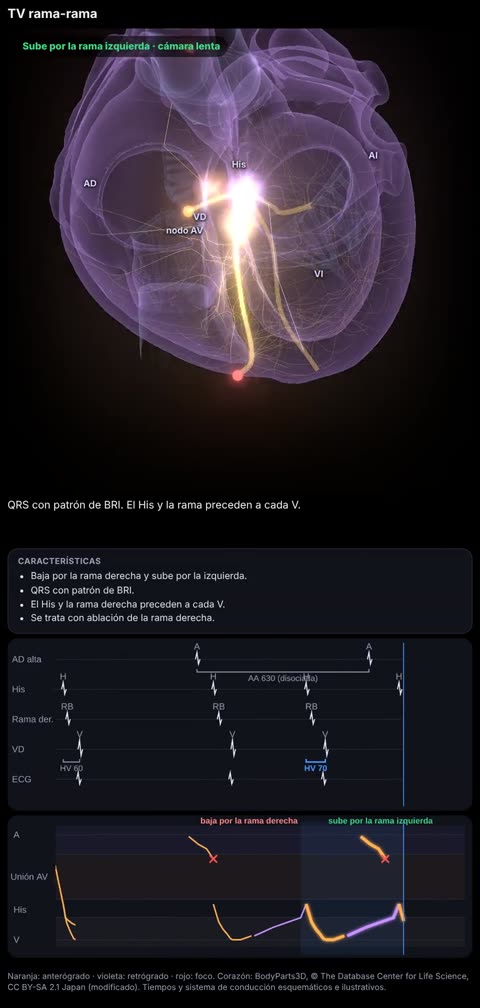 TV rama-rama
Sube por la rama izquierda · cámara lenta
His
AI
AD
VD
nodo AV
VI
QRS con patrón de BRI. El His y la rama preceden a cada V.
CARACTERÍSTICAS
• Baja por la rama derecha y sube por la izquierda.
• QRS con patrón de BRI.
• El His y la rama derecha preceden a cada V.
• Se trata con ablación de la rama derecha.
A A
AD alta
AA 630 (disociada)
H H H H
His
RB RB RB
Rama der.
V V V
VD
HV 60 HV 70
ECG
baja por la rama derecha sube por la rama izquierda
A
Unión AV
His
V
Naranja: anterógrado · violeta: retrógrado · rojo: foco. Corazón: BodyParts3D, © The Database Center for Life Science,
CC BY-SA 2.1 Japan (modificado). Tiempos y sistema de conducción esquemáticos e ilustrativos.